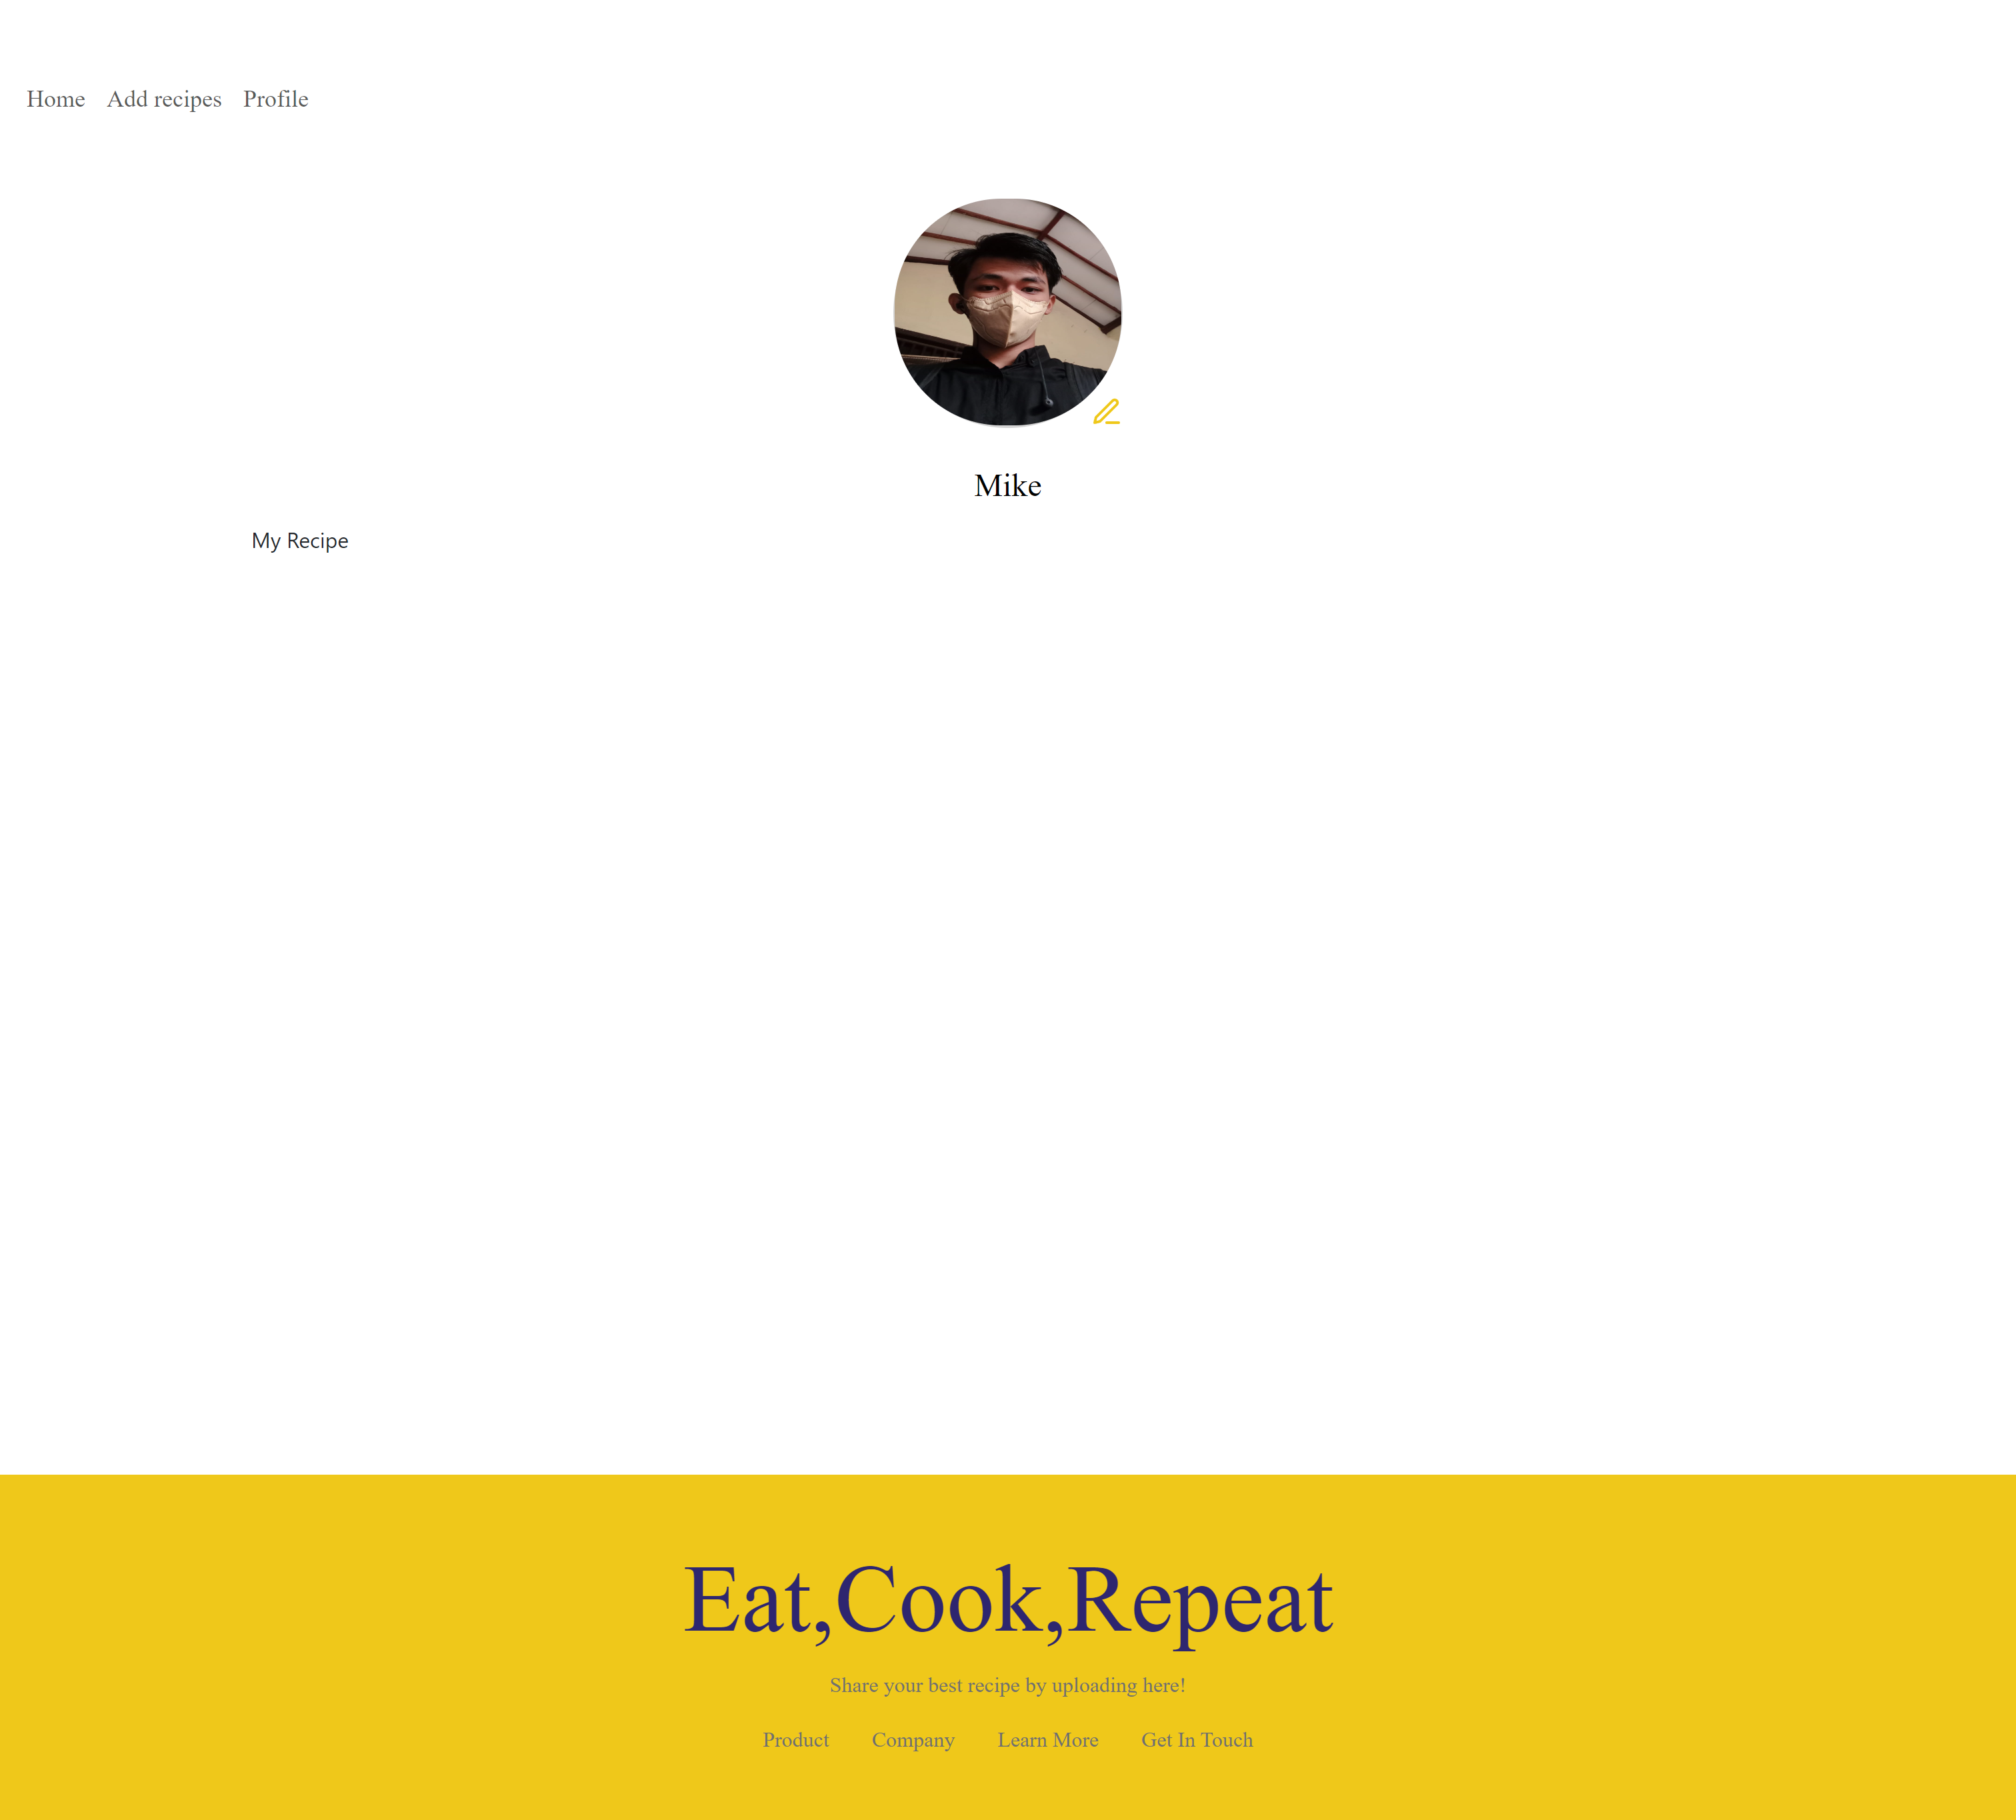 Home Add recipes Profile
Mike
My Recipe
Eat,Cook,Repeat
Share your best recipe by uploading here!
Product Company Learn More Get In Touch